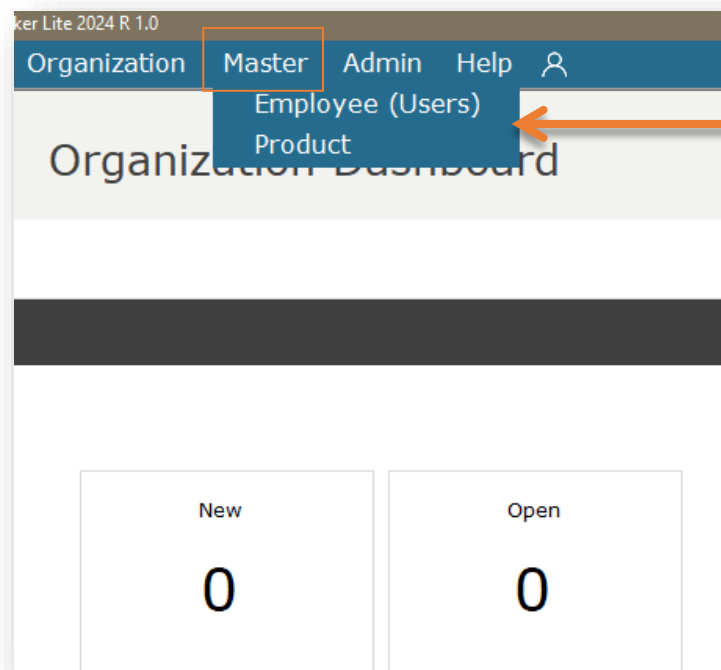 ker Lite 2024 R 1.0
Organization Master Admin Help
Employee (Users)
Product
Organization Dashboard
New Open
0 0